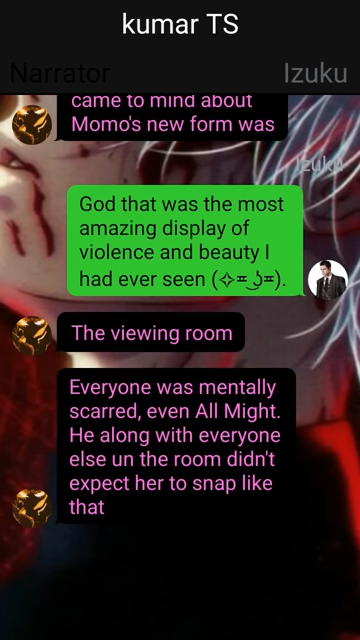 kumar TS
Narrator
Izuku
came to mind about
Momo's new form was
Izuku
God that was the most
amazing display of
violence and beauty I
had ever seen (✧≖ ͜ʖ≖).
The viewing room
Everyone was mentally
scarred, even All Might.
He along with everyone
else un the room didn't
expect her to snap like
that